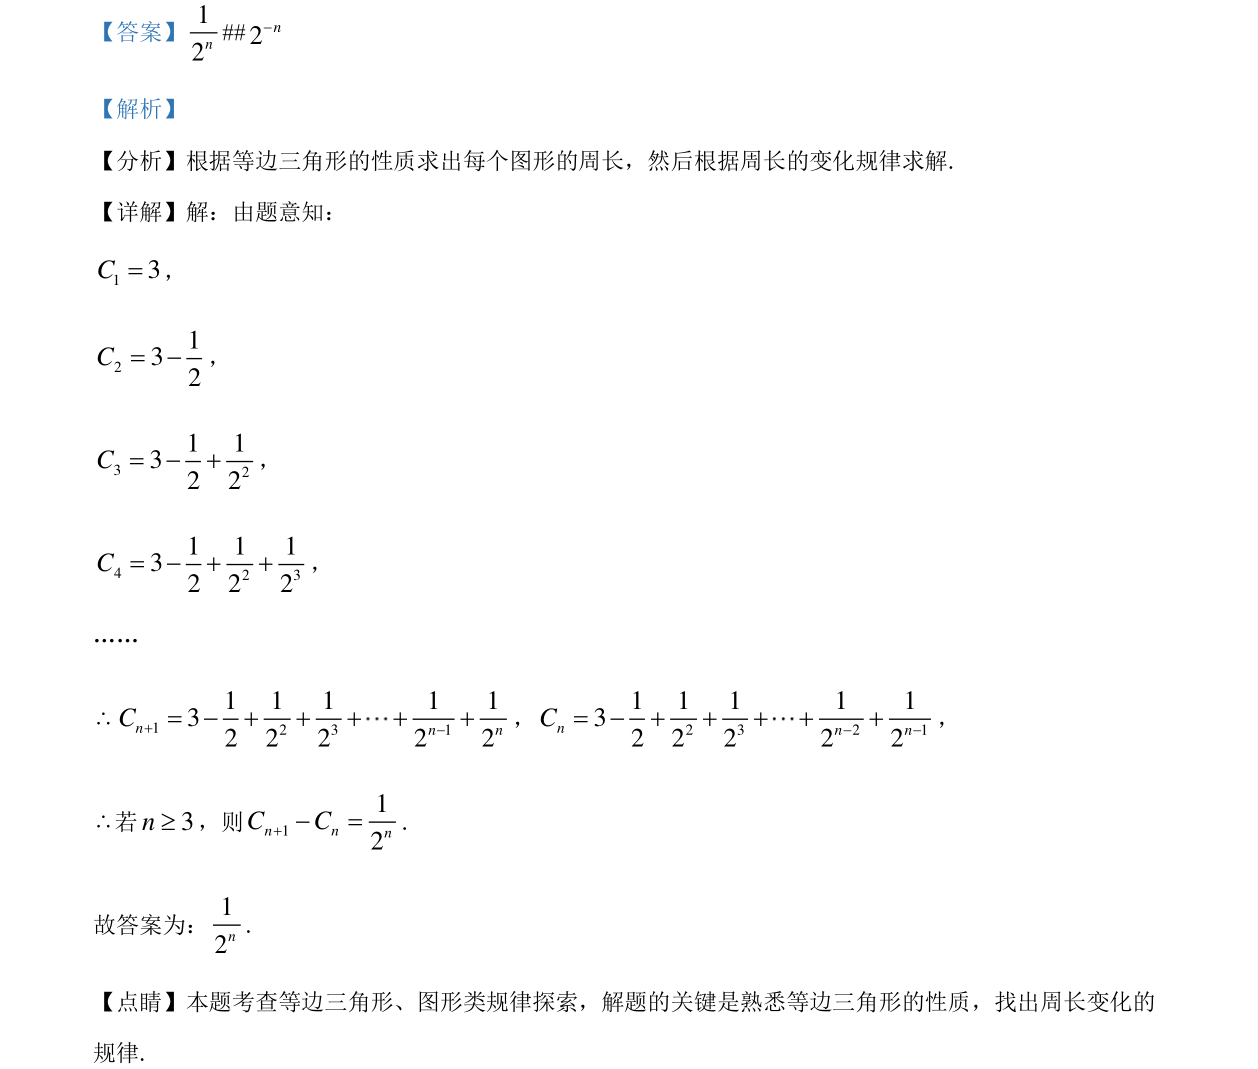 【答案】$\frac{1}{2^n}$##$2^{-n}$
【解析】
【分析】根据等边三角形的性质求出每个图形的周长，然后根据周长的变化规律求解.
【详解】解：由题意知：
$C_1=3$，
$C_2=3-\frac{1}{2}$，
$C_3=3-\frac{1}{2}+\frac{1}{2^2}$，
$C_4=3-\frac{1}{2}+\frac{1}{2^2}+\frac{1}{2^3}$，
……
∴$C_{n+1}=3-\frac{1}{2}+\frac{1}{2^2}+\frac{1}{2^3}+\cdots+\frac{1}{2^{n-1}}+\frac{1}{2^n}$，$C_n=3-\frac{1}{2}+\frac{1}{2^2}+\frac{1}{2^3}+\cdots+\frac{1}{2^{n-2}}+\frac{1}{2^{n-1}}$，
∴若$n\geq3$，则$C_{n+1}-C_n=\frac{1}{2^n}$.
故答案为：$\frac{1}{2^n}$.
【点睛】本题考查等边三角形、图形类规律探索，解题的关键是熟悉等边三角形的性质，找出周长变化的
规律.